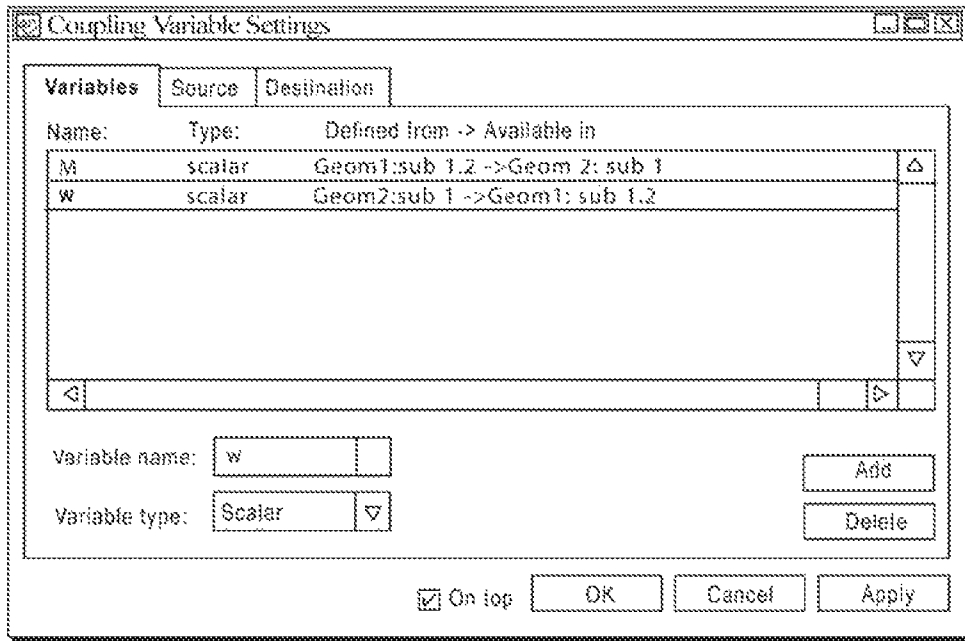 Coupling Variable Settings
Variables Source Destination
Name: Type: Defined from -> Available in
M scalar Geom1:sub 1.2 ->Geom 2: sub 1
w scalar Geom2:sub 1 ->Geom1: sub 1.2
Variable name: w
Add
Variable type: Scalar
Delete
On top OK Cancel Apply